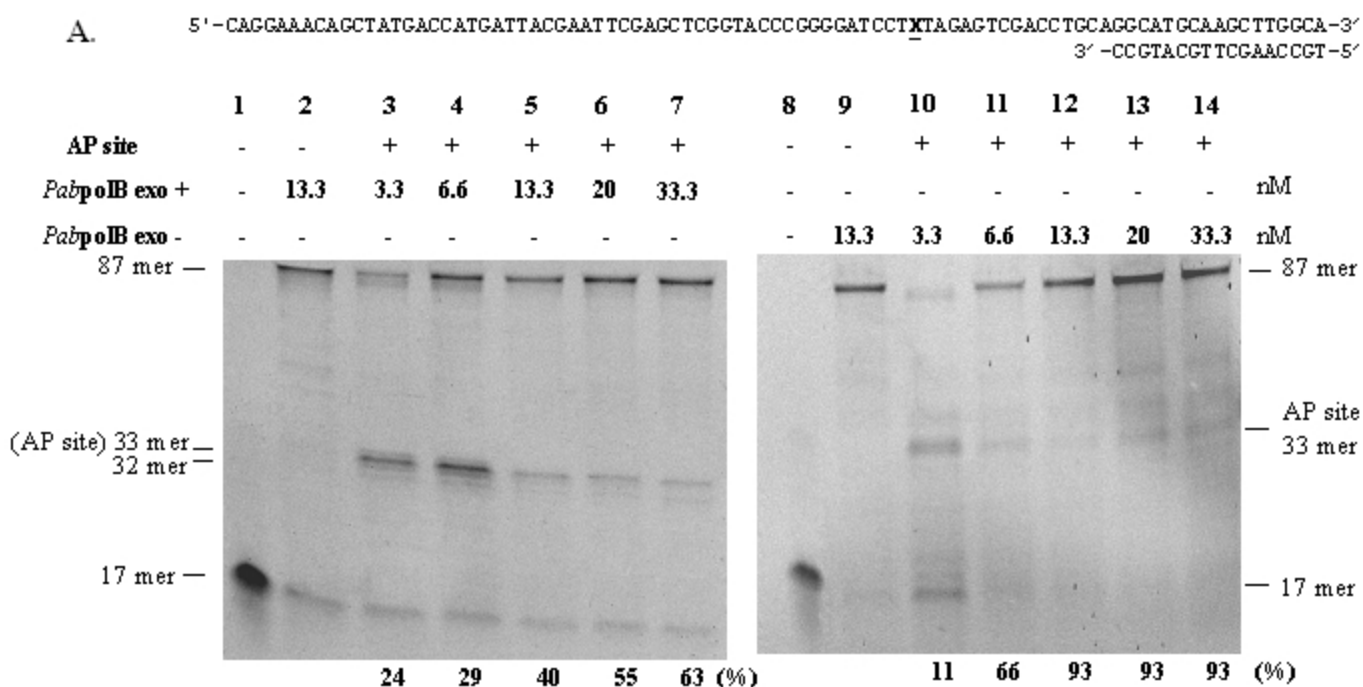 A.
5′-CAGGAAACAGCTATGACCATGATTACGAATTCGAGCTCGGTACCCGGGGATCCTXTAGAGTCGACCTGCAGGCATGCAAGCTTGGCA-3′
3′-CCGTACGTTCGAACCGT-5′
1 2 3 4 5 6 7 8 9 10 11 12 13 14
AP site - - + + + + + - - + + + + +
PabpolB exo + - 13.3 3.3 6.6 13.3 20 33.3 - - - - - - - nM
PabpolB exo - - - - - - - - - 13.3 3.3 6.6 13.3 20 33.3 nM
87 mer
87 mer
(AP site) 33 mer
32 mer
AP site
33 mer
17 mer
17 mer
24 29 40 55 63 (%)
11 66 93 93 93 (%)